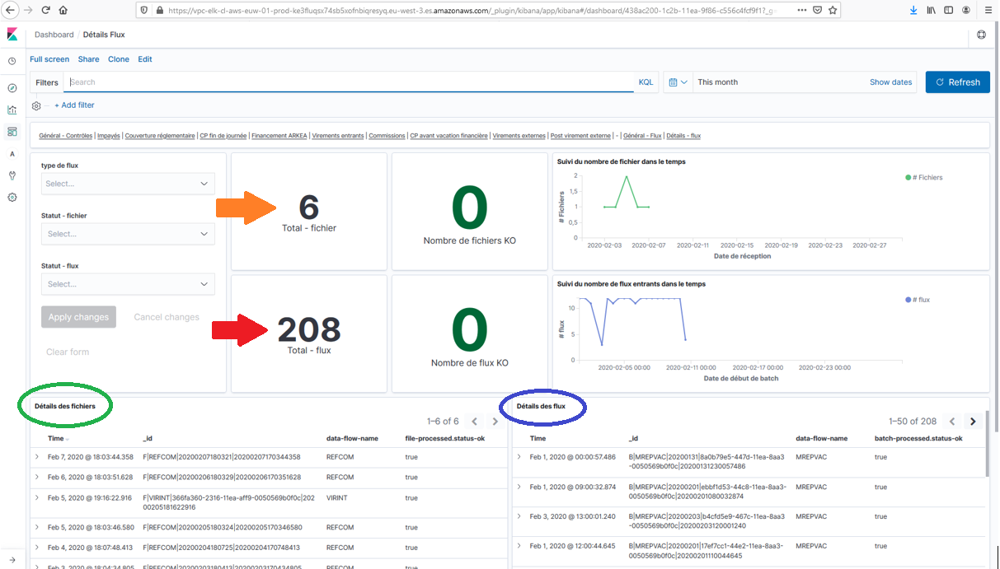 https://vpc-elk-d-aws-euw-01-prod-ke3fluqsx74sb5xofnbiqresyq.eu-west-3.es.amazonaws.com/_plugin/kibana/app/kibana#/dashboard/438ac200-1c2b-11ea-9f86-c556c4fcf9f1?_g=
Dashboard / Détails Flux
Full screen Share Clone Edit
Filters Search KQL This month Show dates Refresh
+ Add filter
Général - Contrôles | Impayés | Couverture réglementaire | CP fin de journée | Financement ARKEA | Virements entrants | Commissions | CP avant vacation financière | Virements externes | Post virement externe | - | Général - Flux | Détails - flux
type de flux
Select...
Statut - fichier
Select...
Statut - flux
Select...
Apply changes Cancel changes
Clear form
6
Total - fichier
0
Nombre de fichiers KO
Suivi du nombre de fichier dans le temps
# Fichiers
2
1,5
1
0,5
0
# Fichiers
2020-02-03 2020-02-07 2020-02-11 2020-02-15 2020-02-19 2020-02-23 2020-02-27
Date de réception
208
Total - flux
0
Nombre de flux KO
Suivi du nombre de flux entrants dans le temps
# flux
10
5
0
# flux
2020-02-05 00:00 2020-02-11 00:00 2020-02-17 00:00 2020-02-23 00:00
Date de début de batch
Détails des fichiers
1–6 of 6
Time _id data-flow-name file-processed.status-ok
Feb 7, 2020 @ 18:03:44.358 F|REFCOM|20200207180321|20200207170344358 REFCOM true
Feb 6, 2020 @ 18:03:51.628 F|REFCOM|20200206180329|20200206170351628 REFCOM true
Feb 5, 2020 @ 19:16:22.916 F|VIRINT|366fa360-2316-11ea-aff9-0050569b0f0c|202 VIRINT true
00205181622916
Feb 5, 2020 @ 18:03:46.580 F|REFCOM|20200205180324|20200205170346580 REFCOM true
Feb 4, 2020 @ 18:07:48.413 F|REFCOM|20200204180725|20200204170748413 REFCOM true
Feb 3, 2020 @ 18:04:34.805 F|REFCOM|20200203180413|20200203170434805 REFCOM true
Détails des flux
1–50 of 208
Time _id data-flow-name batch-processed.status-ok
Feb 1, 2020 @ 00:00:57.486 B|MREPVAC|20200131|8a0b79e5-447d-11ea-8aa3 MREPVAC true
-0050569b0f0c|20200131230057486
Feb 1, 2020 @ 09:00:32.874 B|MREPVAC|20200201|ebbf1d53-44c8-11ea-8aa3- MREPVAC true
0050569b0f0c|20200201080032874
Feb 3, 2020 @ 13:00:01.240 B|MREPVAC|20200203|b4cfd5e9-467c-11ea-8aa3 MREPVAC true
-0050569b0f0c|20200203120001240
Feb 1, 2020 @ 12:00:44.645 B|MREPVAC|20200201|17ef7cc1-44e2-11ea-8aa3- MREPVAC true
0050569b0f0c|20200201110044645